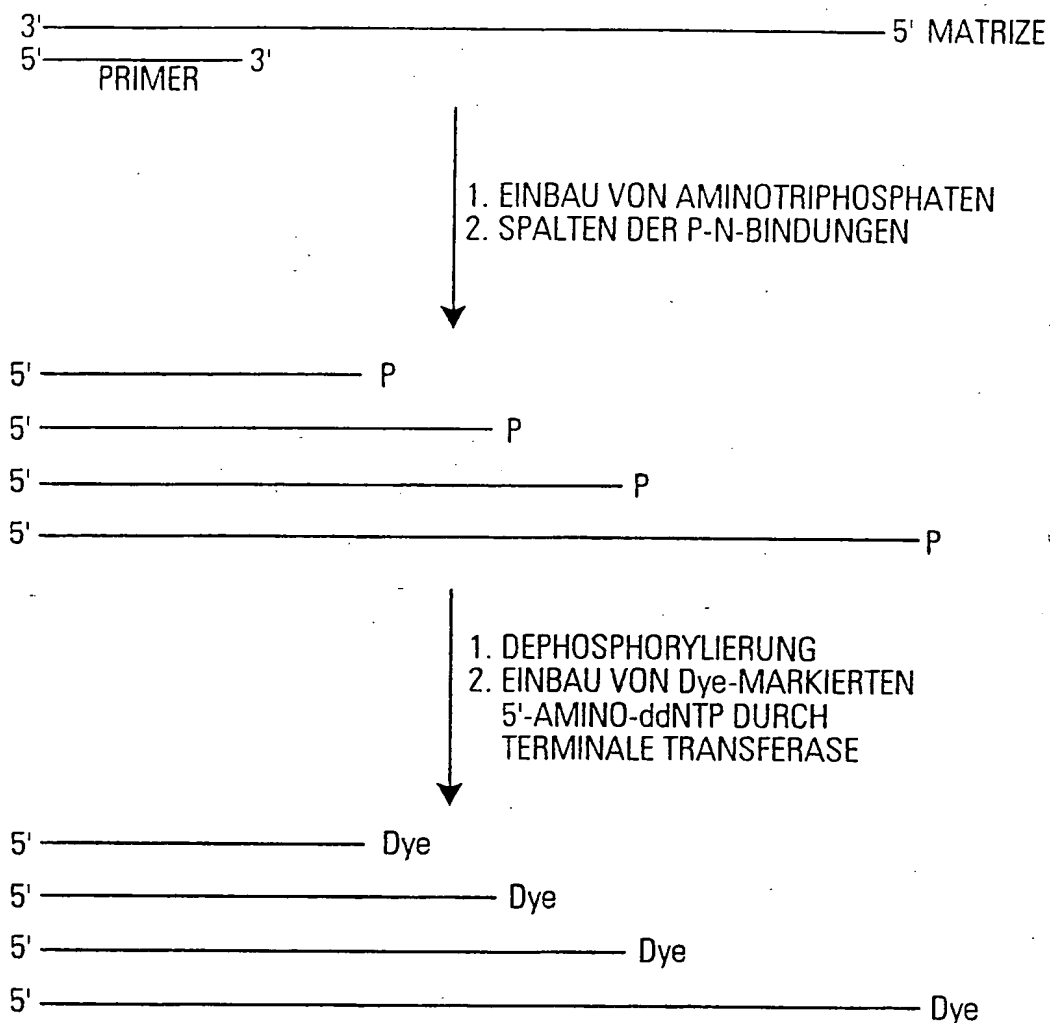 3' 5' MATRIZE
5' 3'
PRIMER
1. EINBAU VON AMINOTRIPHOSPHATEN
2. SPALTEN DER P-N-BINDUNGEN
5' P
5' P
5' P
5' P
1. DEPHOSPHORYLIERUNG
2. EINBAU VON Dye-MARKIERTEN
5'-AMINO-ddNTP DURCH
TERMINALE TRANSFERASE
5' Dye
5' Dye
5' Dye
5' Dye